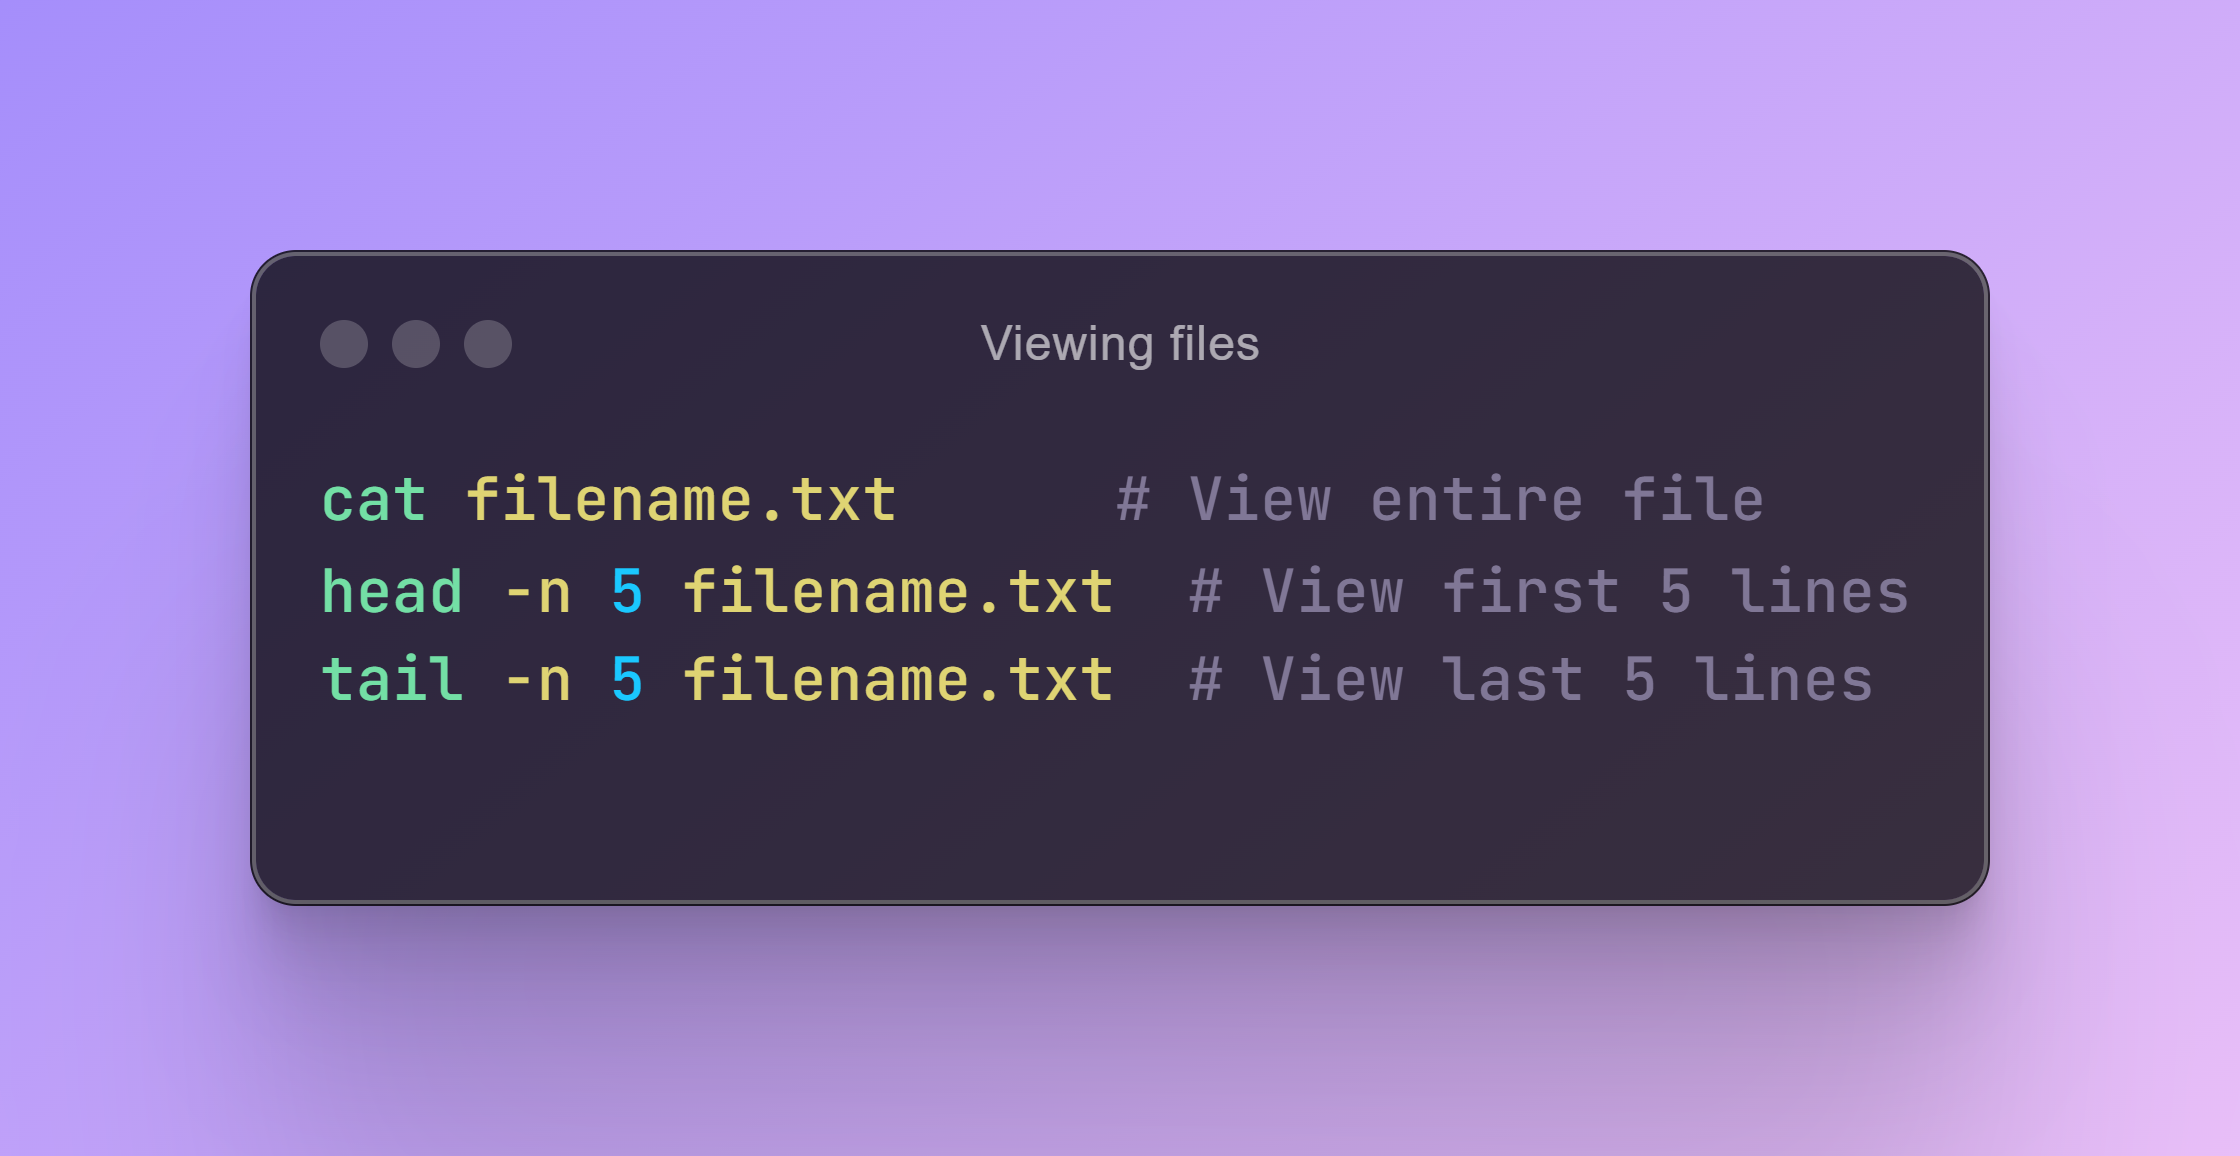 Viewing files
cat filename.txt      # View entire file
head -n 5 filename.txt  # View first 5 lines
tail -n 5 filename.txt  # View last 5 lines